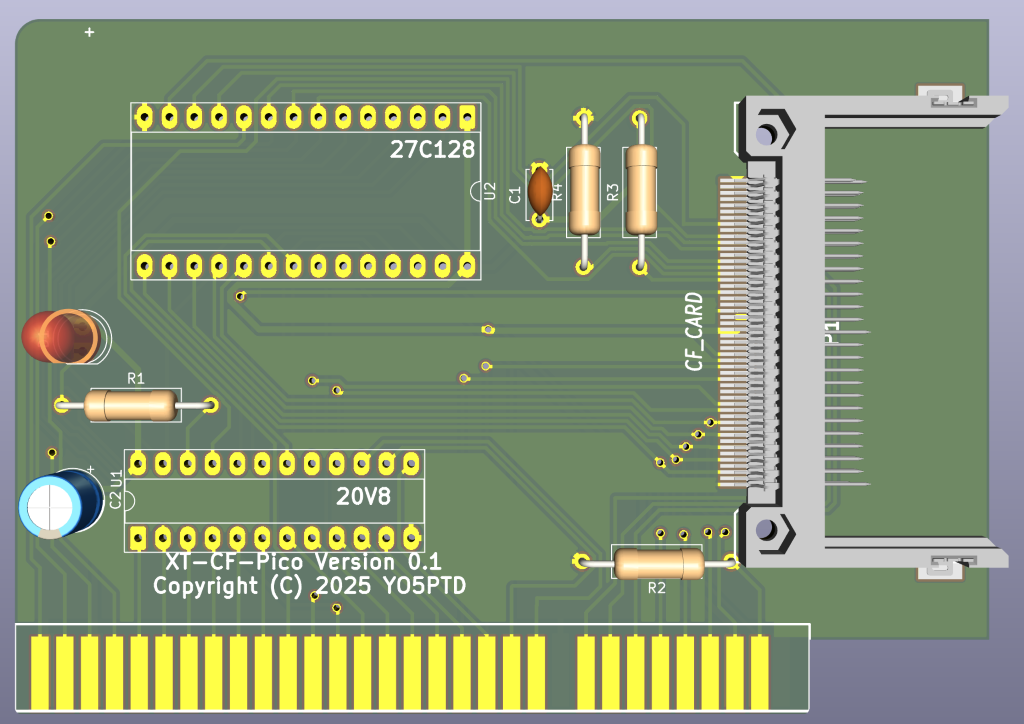 +
27C128
U2
C1
R4
R3
CF_CARD
P1
R1
+
U1
C2
20V8
XT-CF-Pico Version 0.1
Copyright (C) 2025 YO5PTD
R2